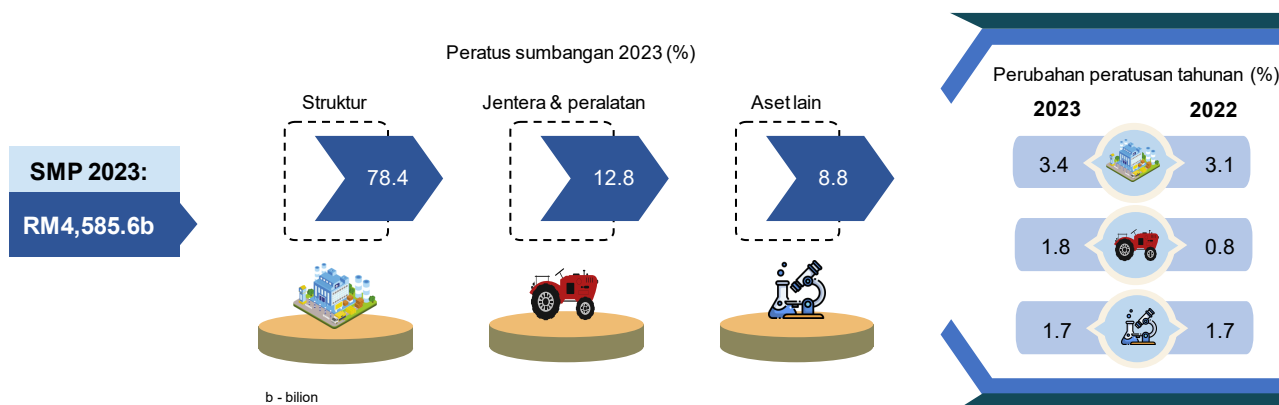 Peratus sumbangan 2023 (%)
Struktur
Jentera & peralatan
Aset lain
SMP 2023:
RM4,585.6b
78.4
12.8
8.8
b - bilion
Perubahan peratusan tahunan (%)
2023 2022
3.4 3.1
1.8 0.8
1.7 1.7